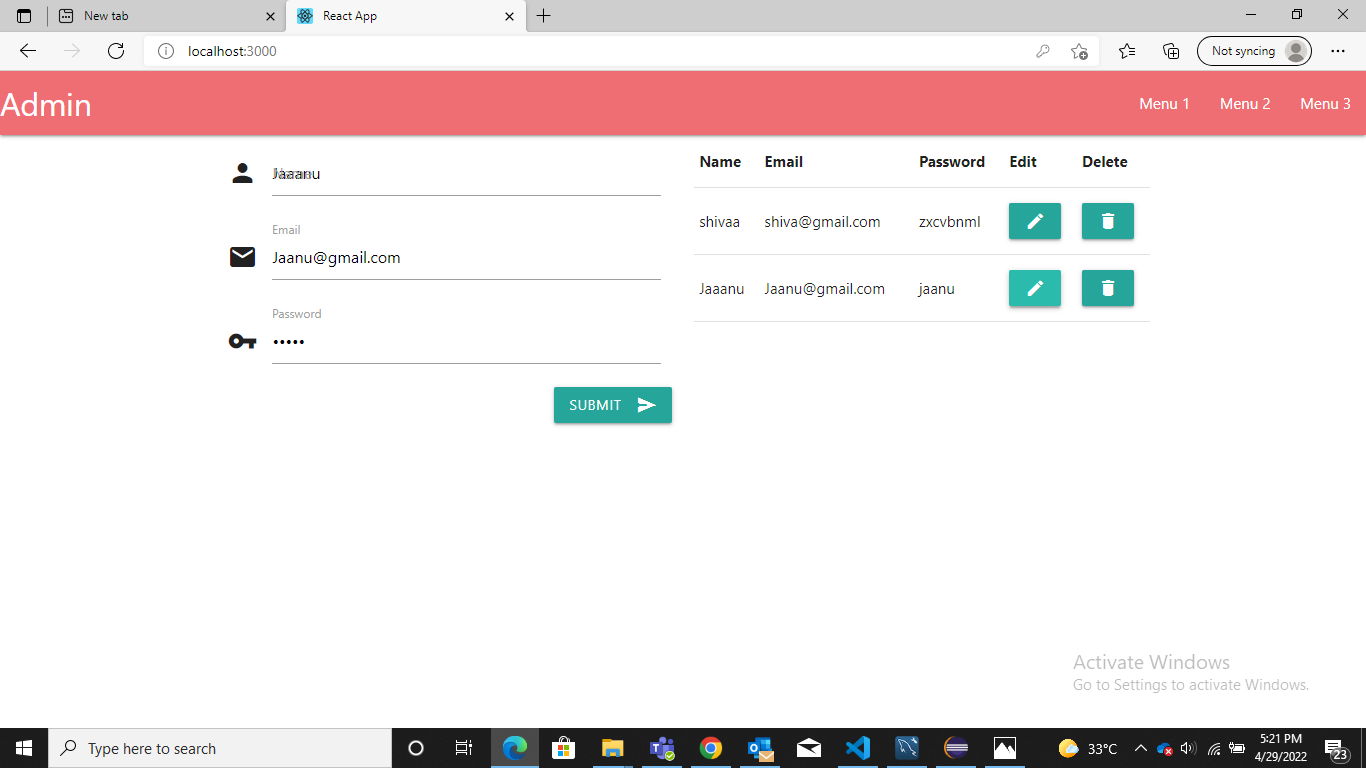 New tab
React App
localhost:3000
Not syncing
Admin
Menu 1 Menu 2 Menu 3
Jaaanu
Email
Jaanu@gmail.com
Password
•••••
SUBMIT
Name Email Password Edit Delete
shivaa shiva@gmail.com zxcvbnml
Jaaanu Jaanu@gmail.com jaanu
Activate Windows
Go to Settings to activate Windows.
Type here to search
33°C
5:21 PM
4/29/2022
23